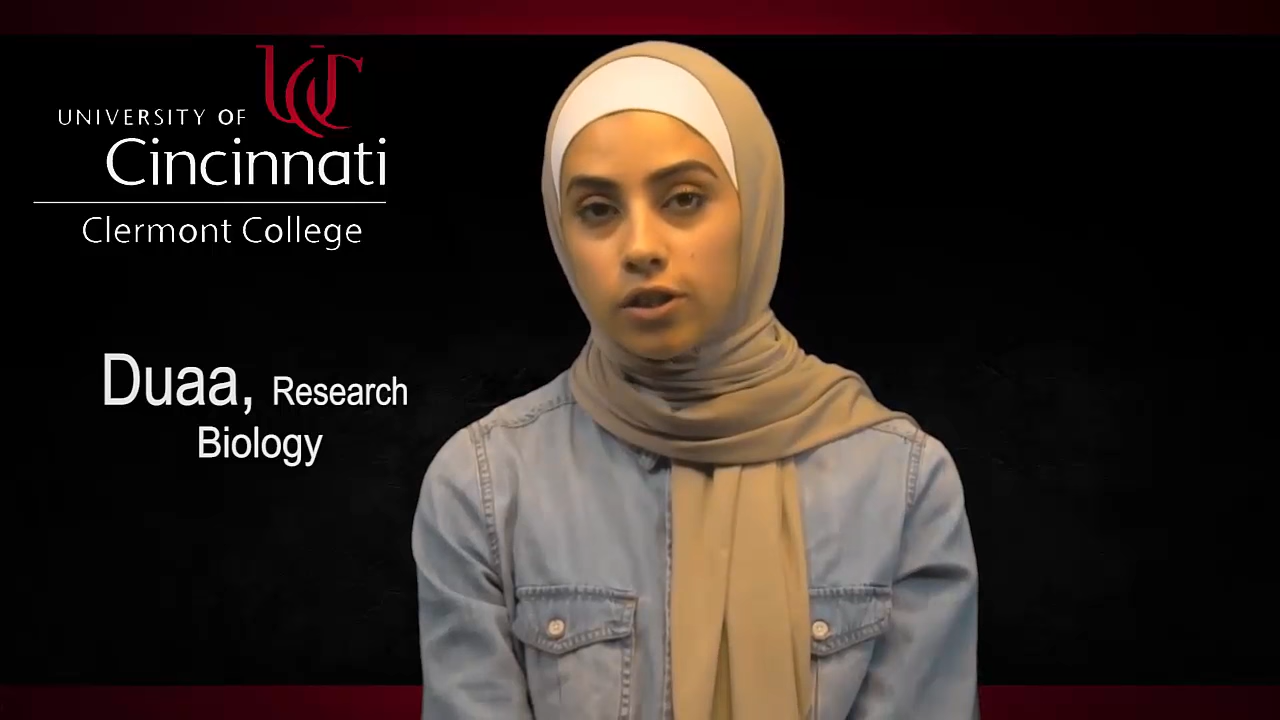 UC
UNIVERSITY OF
Cincinnati
Clermont College
Duaa, Research
Biology